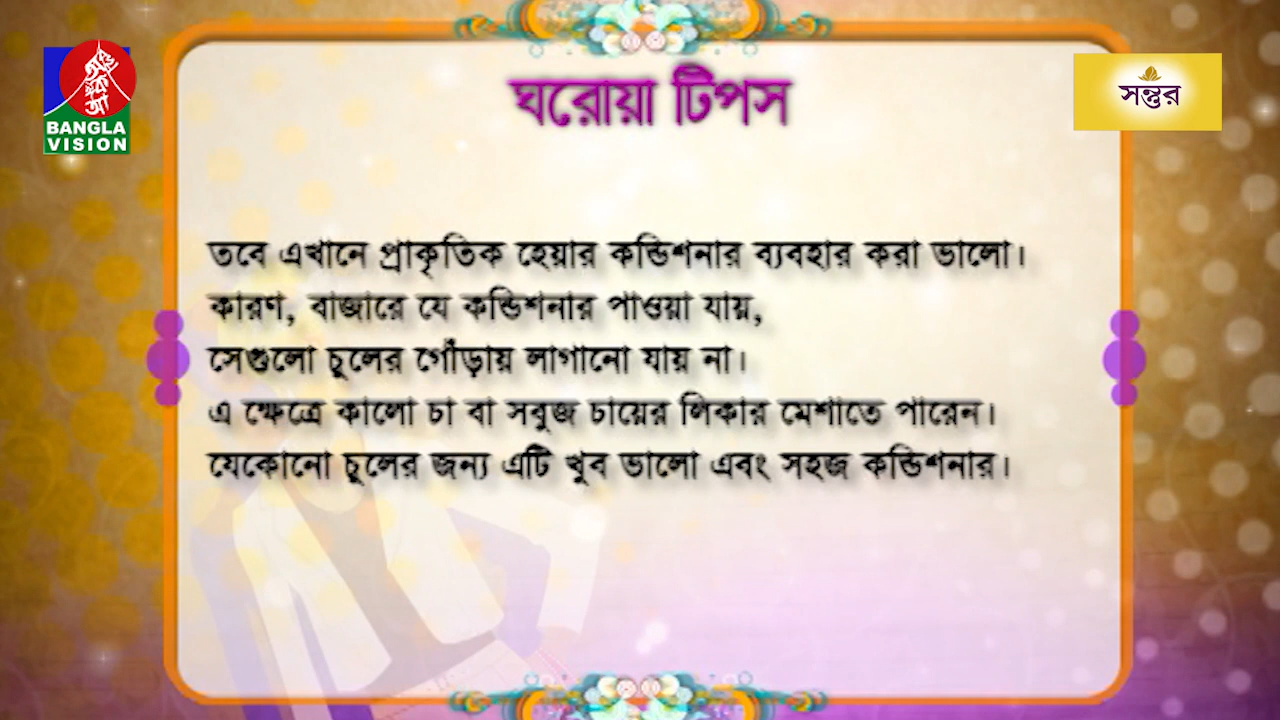 ঘরোয়া টিপস
BANGLA
VISION
সন্তুর
তবে এখানে প্রাকৃতিক হেয়ার কন্ডিশনার ব্যবহার করা ভালো।
কারণ, বাজারে যে কন্ডিশনার পাওয়া যায়,
সেগুলো চুলের গোঁড়ায় লাগানো যায় না।
এ ক্ষেত্রে কালো চা বা সবুজ চায়ের লিকার মেশাতে পারেন।
যেকোনো চুলের জন্য এটি খুব ভালো এবং সহজ কন্ডিশনার।